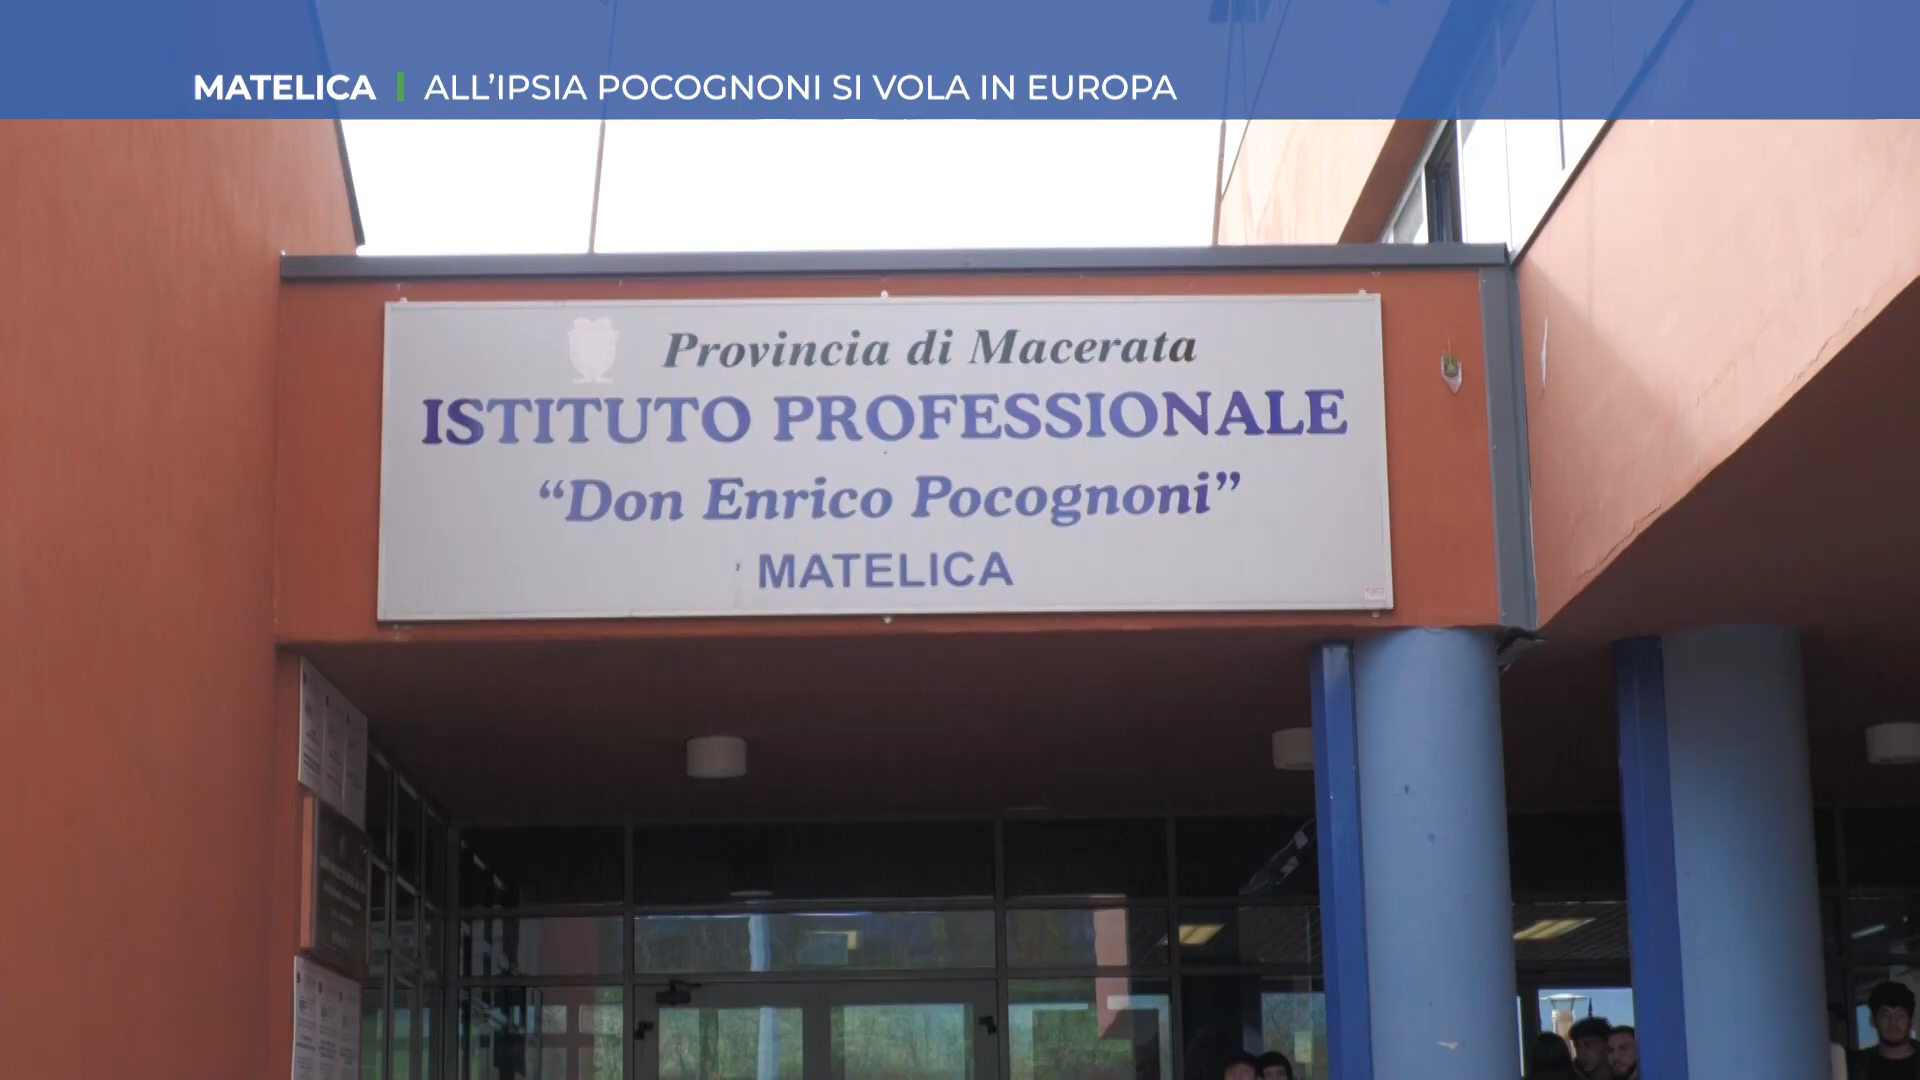 MATELICA | ALL'IPSIA POCOGNONI SI VOLA IN EUROPA
Provincia di Macerata
ISTITUTO PROFESSIONALE
“Don Enrico Pocognoni”
MATELICA